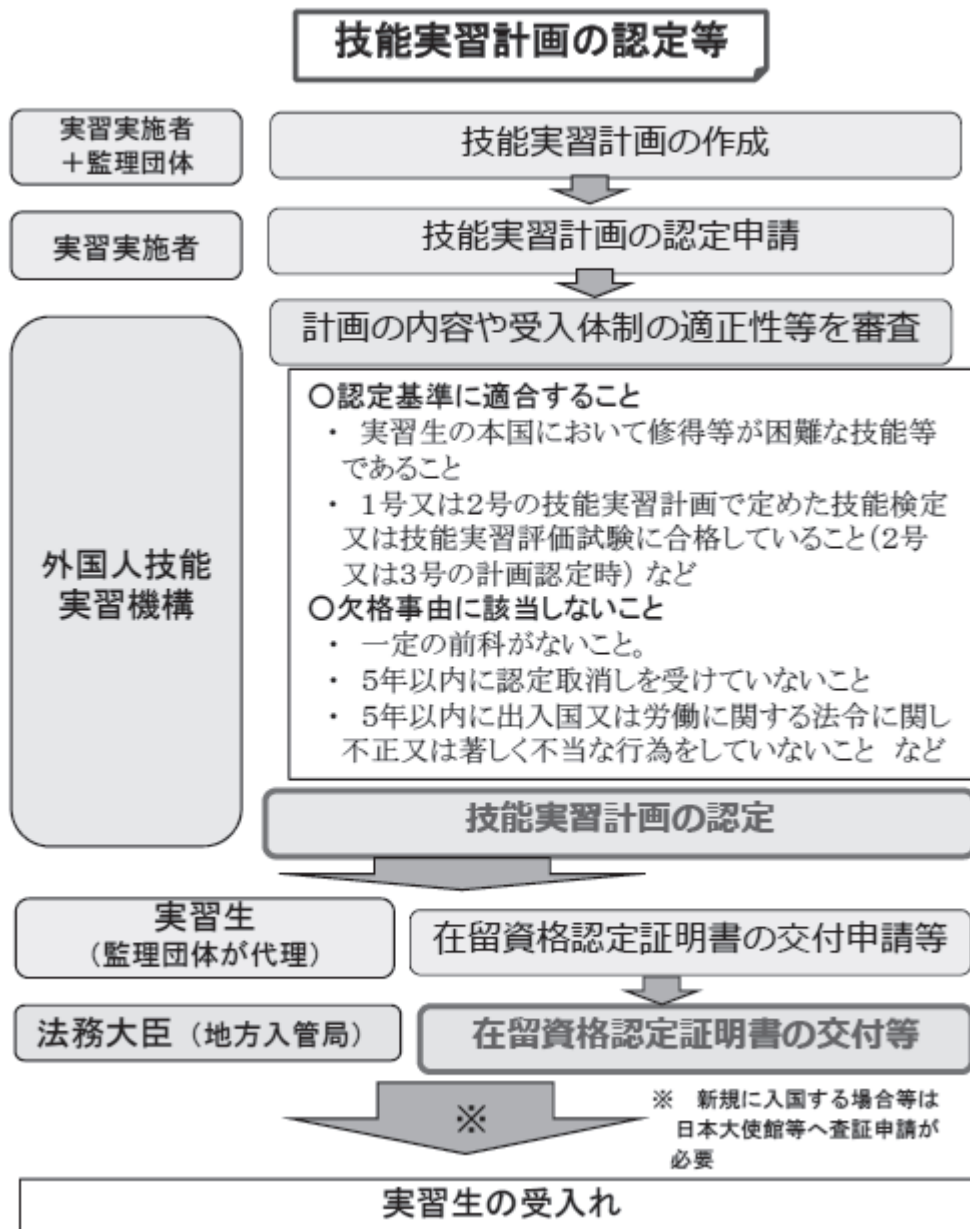 技能実習計画の認定等
実習実施者
＋監理団体
技能実習計画の作成
実習実施者
技能実習計画の認定申請
外国人技能
実習機構
計画の内容や受入体制の適正性等を審査
○認定基準に適合すること
・ 実習生の本国において修得等が困難な技能等
であること
・ 1号又は2号の技能実習計画で定めた技能検定
又は技能実習評価試験に合格していること（2号
又は3号の計画認定時） など
○欠格事由に該当しないこと
・ 一定の前科がないこと。
・ 5年以内に認定取消しを受けていないこと
・ 5年以内に出入国又は労働に関する法令に関し
不正又は著しく不当な行為をしていないこと など
技能実習計画の認定
実習生
（監理団体が代理）
在留資格認定証明書の交付申請等
法務大臣（地方入管局）
在留資格認定証明書の交付等
※
※ 新規に入国する場合等は
日本大使館等へ査証申請が
必要
実習生の受入れ